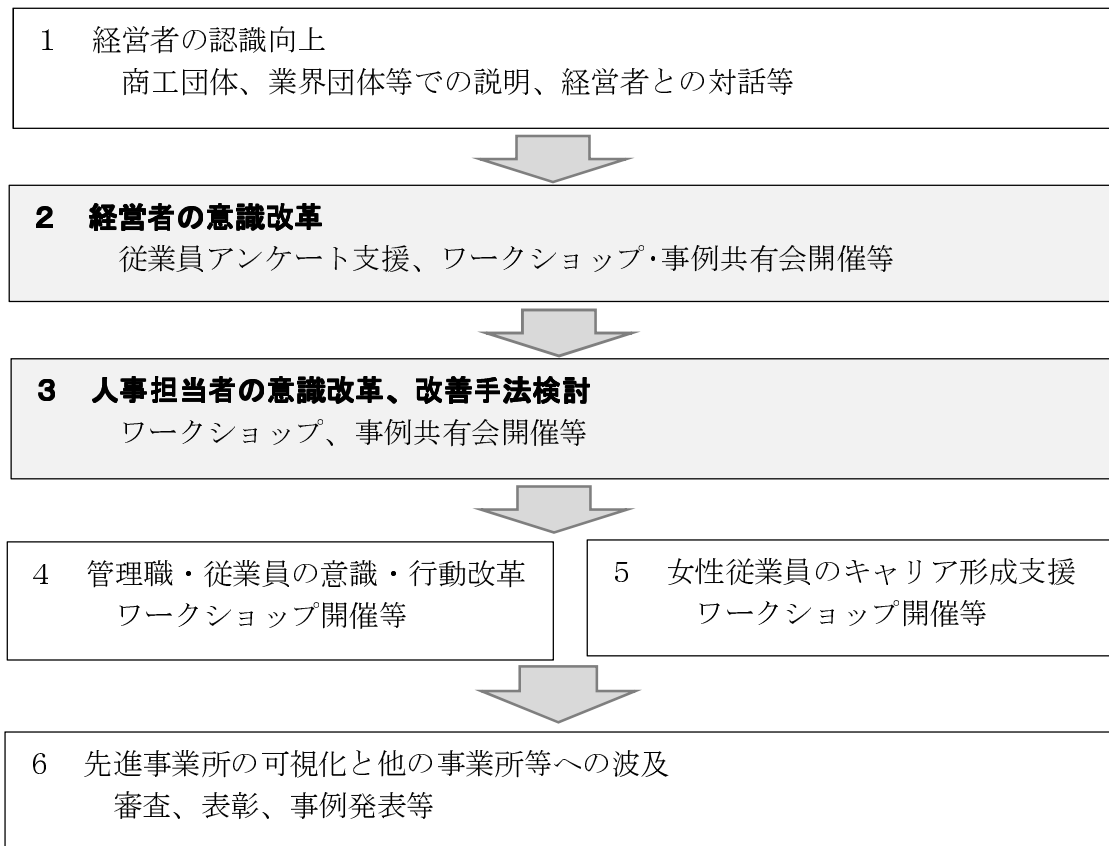 1　経営者の認識向上
商工団体、業界団体等での説明、経営者との対話等
２　経営者の意識改革
従業員アンケート支援、ワークショップ・事例共有会開催等
３　人事担当者の意識改革、改善手法検討
ワークショップ、事例共有会開催等
4　管理職・従業員の意識・行動改革
ワークショップ開催等
5　女性従業員のキャリア形成支援
ワークショップ開催等
6　先進事業所の可視化と他の事業所等への波及
審査、表彰、事例発表等